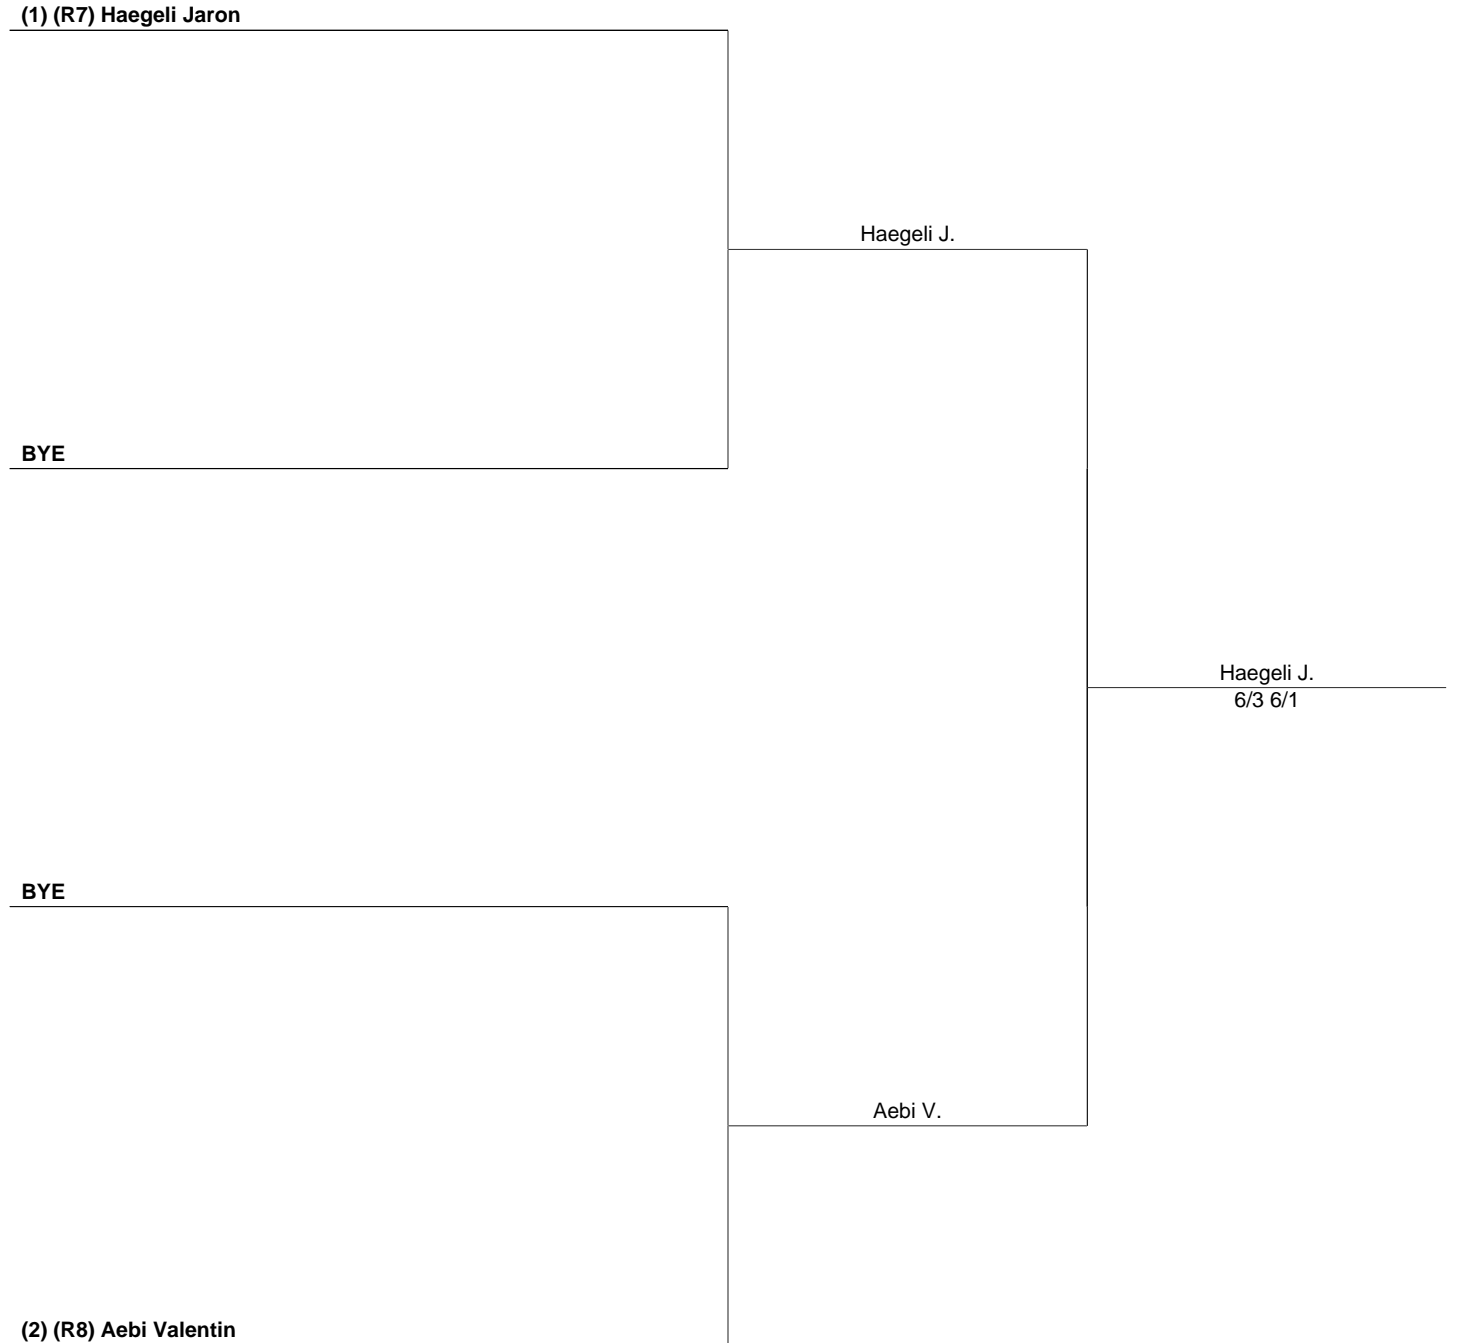 (1) (R7) Haegeli Jaron
Haegeli J.
BYE
Haegeli J.
6/3 6/1
BYE
Aebi V.
(2) (R8) Aebi Valentin